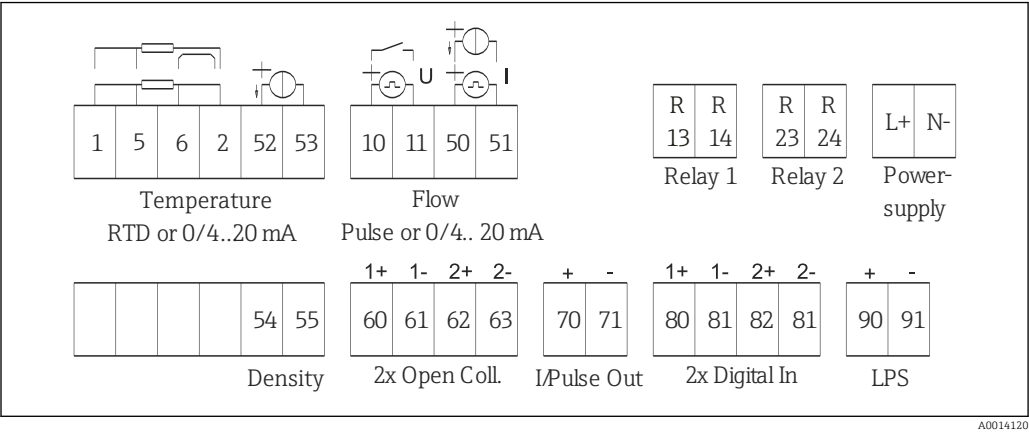 U I
1 5 6 2 52 53 10 11 50 51
R R R R
13 14 23 24
L+ N-
Temperature
RTD or 0/4..20 mA
Flow
Pulse or 0/4.. 20 mA
Relay 1 Relay 2
Power-
supply
1+ 1- 2+ 2- + - 1+ 1- 2+ 2- + -
54 55 60 61 62 63 70 71 80 81 82 81 90 91
Density 2x Open Coll. I/Pulse Out 2x Digital In LPS
A0014120